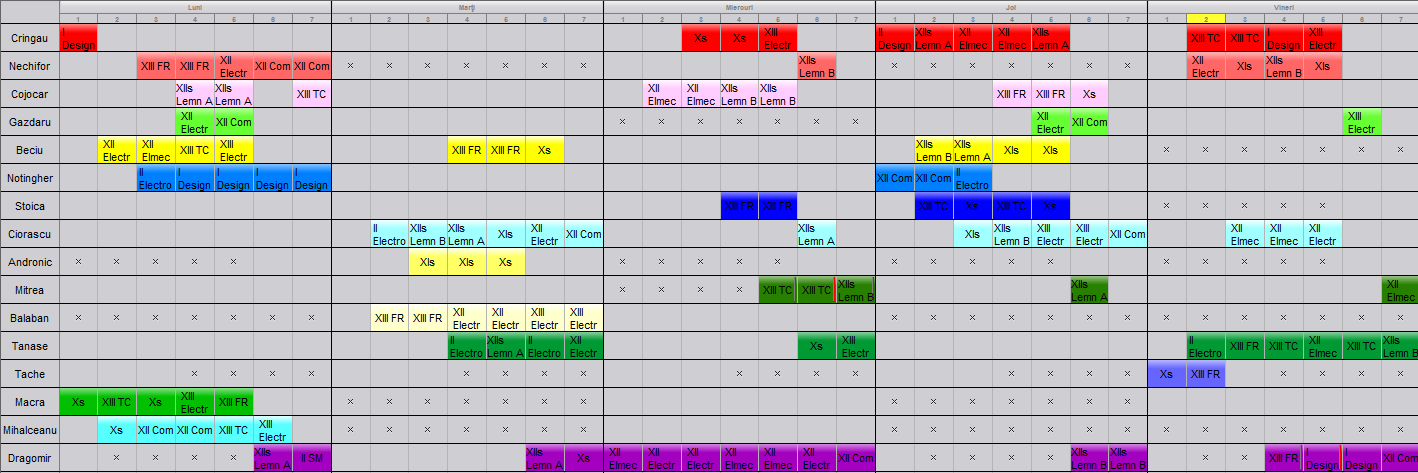 Luni Marţi Miercuri Joi Vineri
1 2 3 4 5 6 7 1 2 3 4 5 6 7 1 2 3 4 5 6 7 1 2 3 4 5 6 7 1 2 3 4 5 6 7
Cringau I Design Xs Xs XIII Electr II Design XIIs Lemn A XII Elmec XII Elmec XIIs Lemn A XIII TC XIII TC I Design XIII Electr
Nechifor XIII FR XIII FR XII Electr XII Com XII Com × × × × × × × XIIs Lemn B × × × × × × × XII Electr XIs XIIs Lemn B XIs
Cojocar XIIs Lemn A XIIs Lemn A XIII TC XII Elmec XII Elmec XIIs Lemn B XIIs Lemn B XIII FR XIII FR Xs
Gazdaru XII Electr XII Com × × × × × × × XII Electr XII Com XIII Electr
Beciu XII Electr XII Elmec XIII TC XIII Electr XIII FR XIII FR Xs XIIs Lemn B XIIs Lemn A XIs XIs × × × × × × ×
Notingher II Electro I Design I Design I Design I Design XII Com XII Com II Electro
Stoica XIII FR XIII FR XIII TC Xs XIII TC Xs × × × × ×
Ciorascu II Electro XIIs Lemn B XIIs Lemn A XIs XII Electr XII Com XIIs Lemn A XIs XIIs Lemn B XIII Electr XIII Electr XII Com XII Elmec XII Elmec XIII Electr
Andronic × × × × × XIs XIs Xs × × × × × × × × × × × × × × ×
Mitrea × × × × XIII TC XIII TC XIIs Lemn B XIIs Lemn A XII Elmec
Balaban × × × × × × × XIII FR XIII FR XII Electr XII Electr XIII Electr XIII Electr × × × × × × × × × × × × × ×
Tanase II Electro XIIs Lemn A II Electro XII Electr Xs XIII Electr II Electro XIII FR XIII TC XII Elmec XIII TC XIIs Lemn B
Tache × × × × × × × × × × × × × × × × Xs XIII FR × × × ×
Macra Xs XIII TC Xs XIII Electr XIII FR × × × × × × × × × × × × × × × × × × × × × × × × × × × ×
Mihalceanu Xs XII Com XII Com XIII TC XIII Electr × × × × × × × × × × × × × × × × × × × × × × × × × × × ×
Dragomir × × × × XIIs Lemn A II SM XIIs Lemn A Xs XII Elmec XII Elmec XII Electr XII Elmec XII Elmec XII Electr XII Com XIIs Lemn B XIIs Lemn B XIII FR I Design I Design XII Com